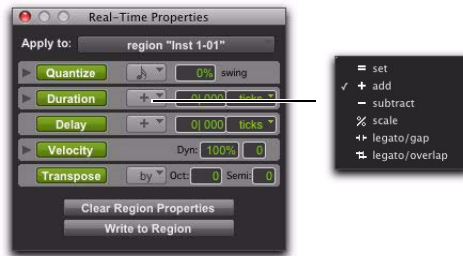 Real-Time Properties
Apply to: region "Inst 1-01"
Quantize 0% swing
Duration + 0| 000 ticks
Delay + 0| 000 ticks
Velocity Dyn: 100% 0
Transpose by Oct: 0 Semi: 0
Clear Region Properties
Write to Region
= set
✓ + add
− subtract
% scale
legato/gap
legato/overlap